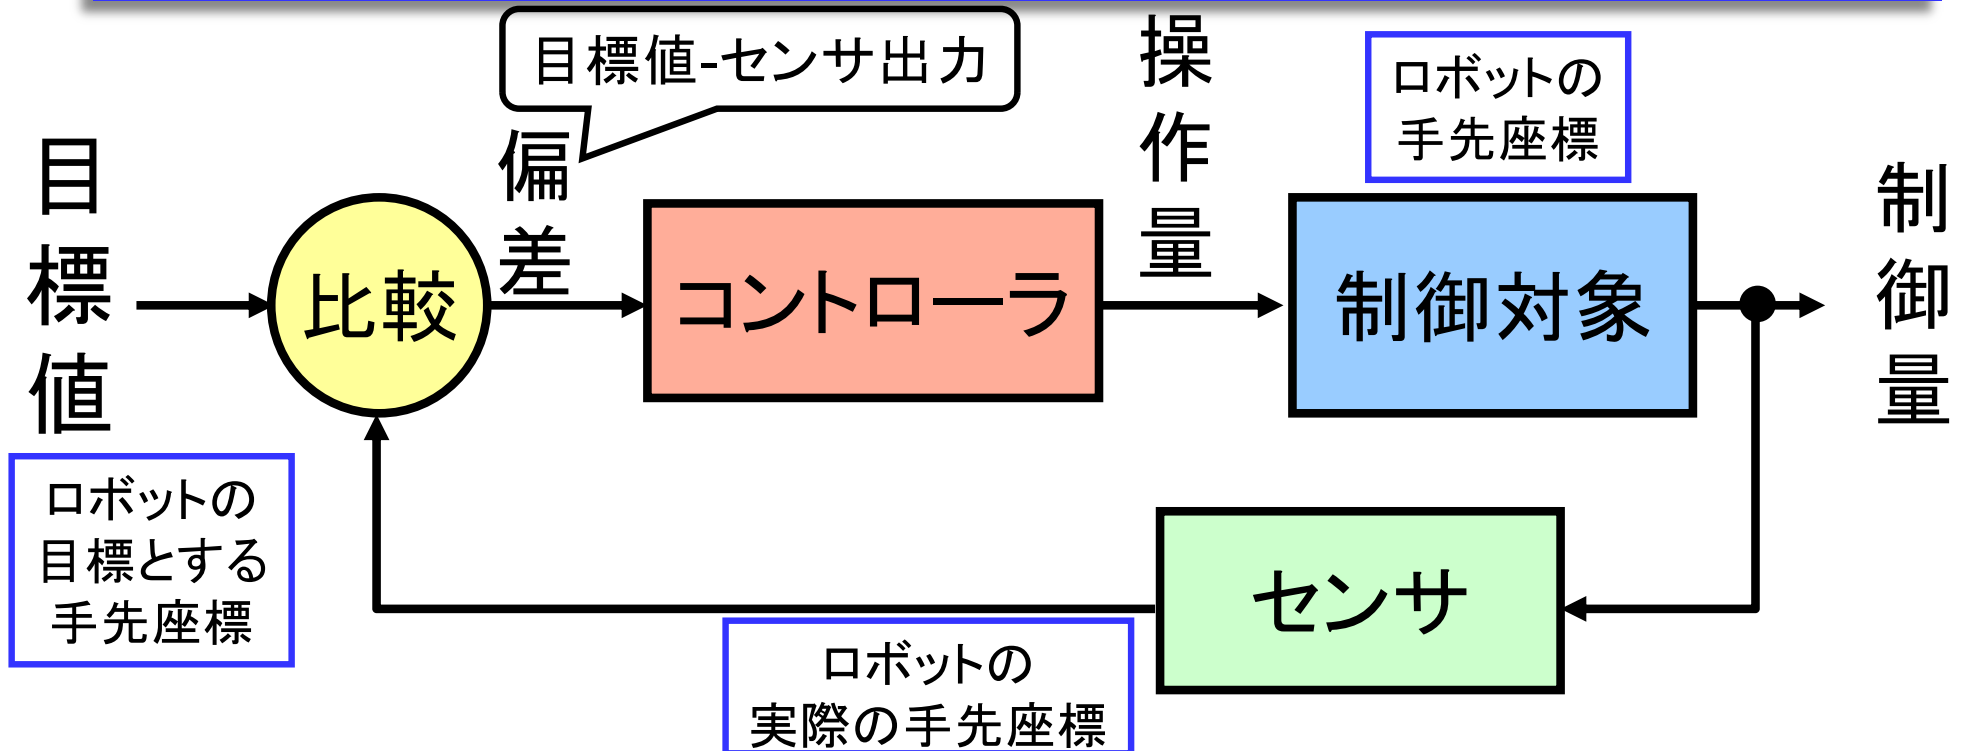 目標値-センサ出力
操作量
ロボットの
手先座標
目標値
偏差
制御量
比較
コントローラ
制御対象
ロボットの
目標とする
手先座標
センサ
ロボットの
実際の手先座標